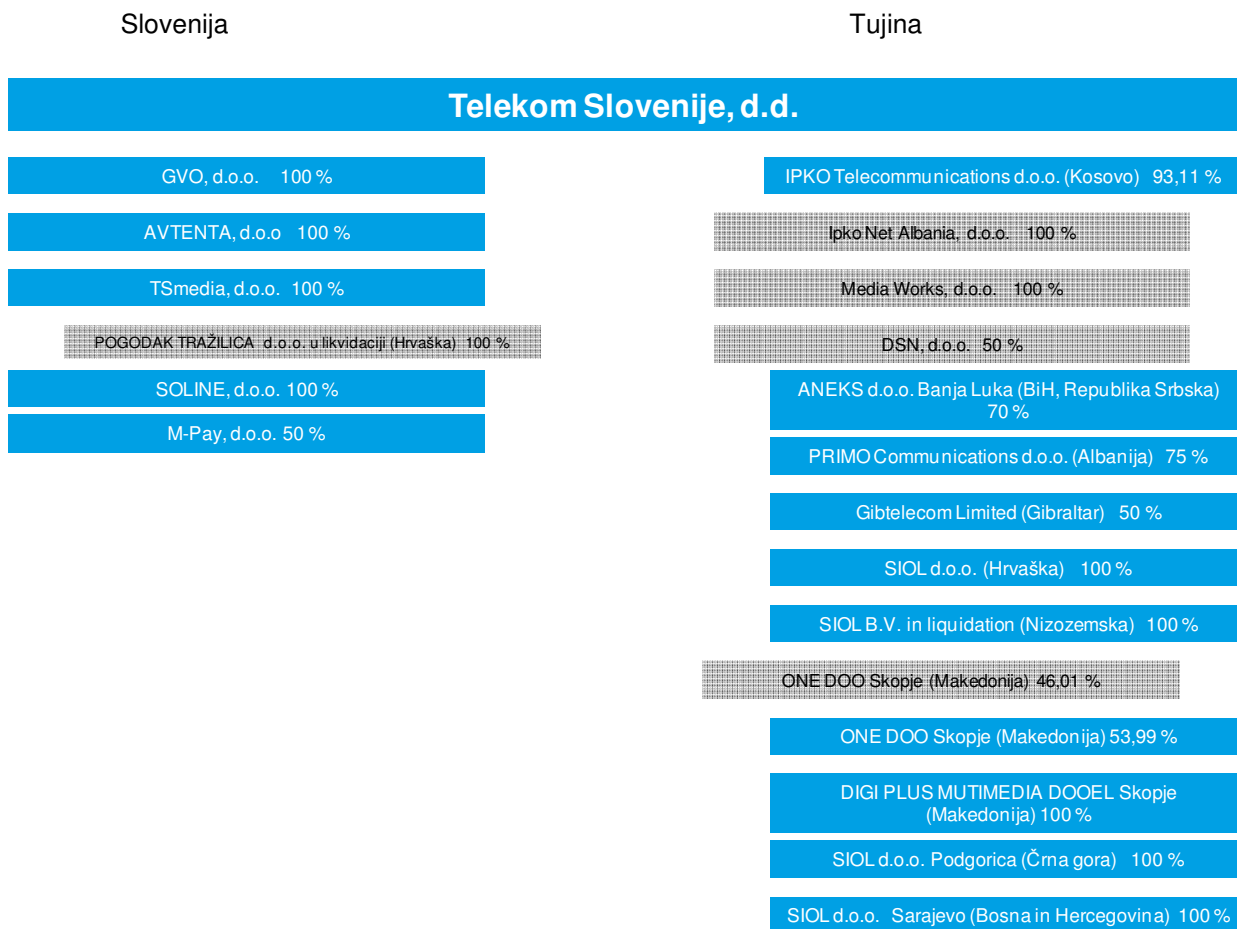 Slovenija
Tujina
Telekom Slovenije, d.d.
GVO, d.o.o. 100 %
AVTENTA, d.o.o 100 %
TSmedia, d.o.o. 100 %
POGODAK TRAŽILICA d.o.o. u likvidaciji (Hrvaška) 100 %
SOLINE, d.o.o. 100 %
M-Pay, d.o.o. 50 %
IPKO Telecommunications d.o.o. (Kosovo) 93,11 %
Ipko Net Albania, d.o.o. 100 %
Media Works, d.o.o. 100 %
DSN, d.o.o. 50 %
ANEKS d.o.o. Banja Luka (BiH, Republika Srbska)
70 %
PRIMO Communications d.o.o. (Albanija) 75 %
Gibtelecom Limited (Gibraltar) 50 %
SIOL d.o.o. (Hrvaška) 100 %
SIOL B.V. in liquidation (Nizozemska) 100 %
ONE DOO Skopje (Makedonija) 46,01 %
ONE DOO Skopje (Makedonija) 53,99 %
DIGI PLUS MUTIMEDIA DOOEL Skopje
(Makedonija) 100 %
SIOL d.o.o. Podgorica (Črna gora) 100 %
SIOL d.o.o. Sarajevo (Bosna in Hercegovina) 100 %